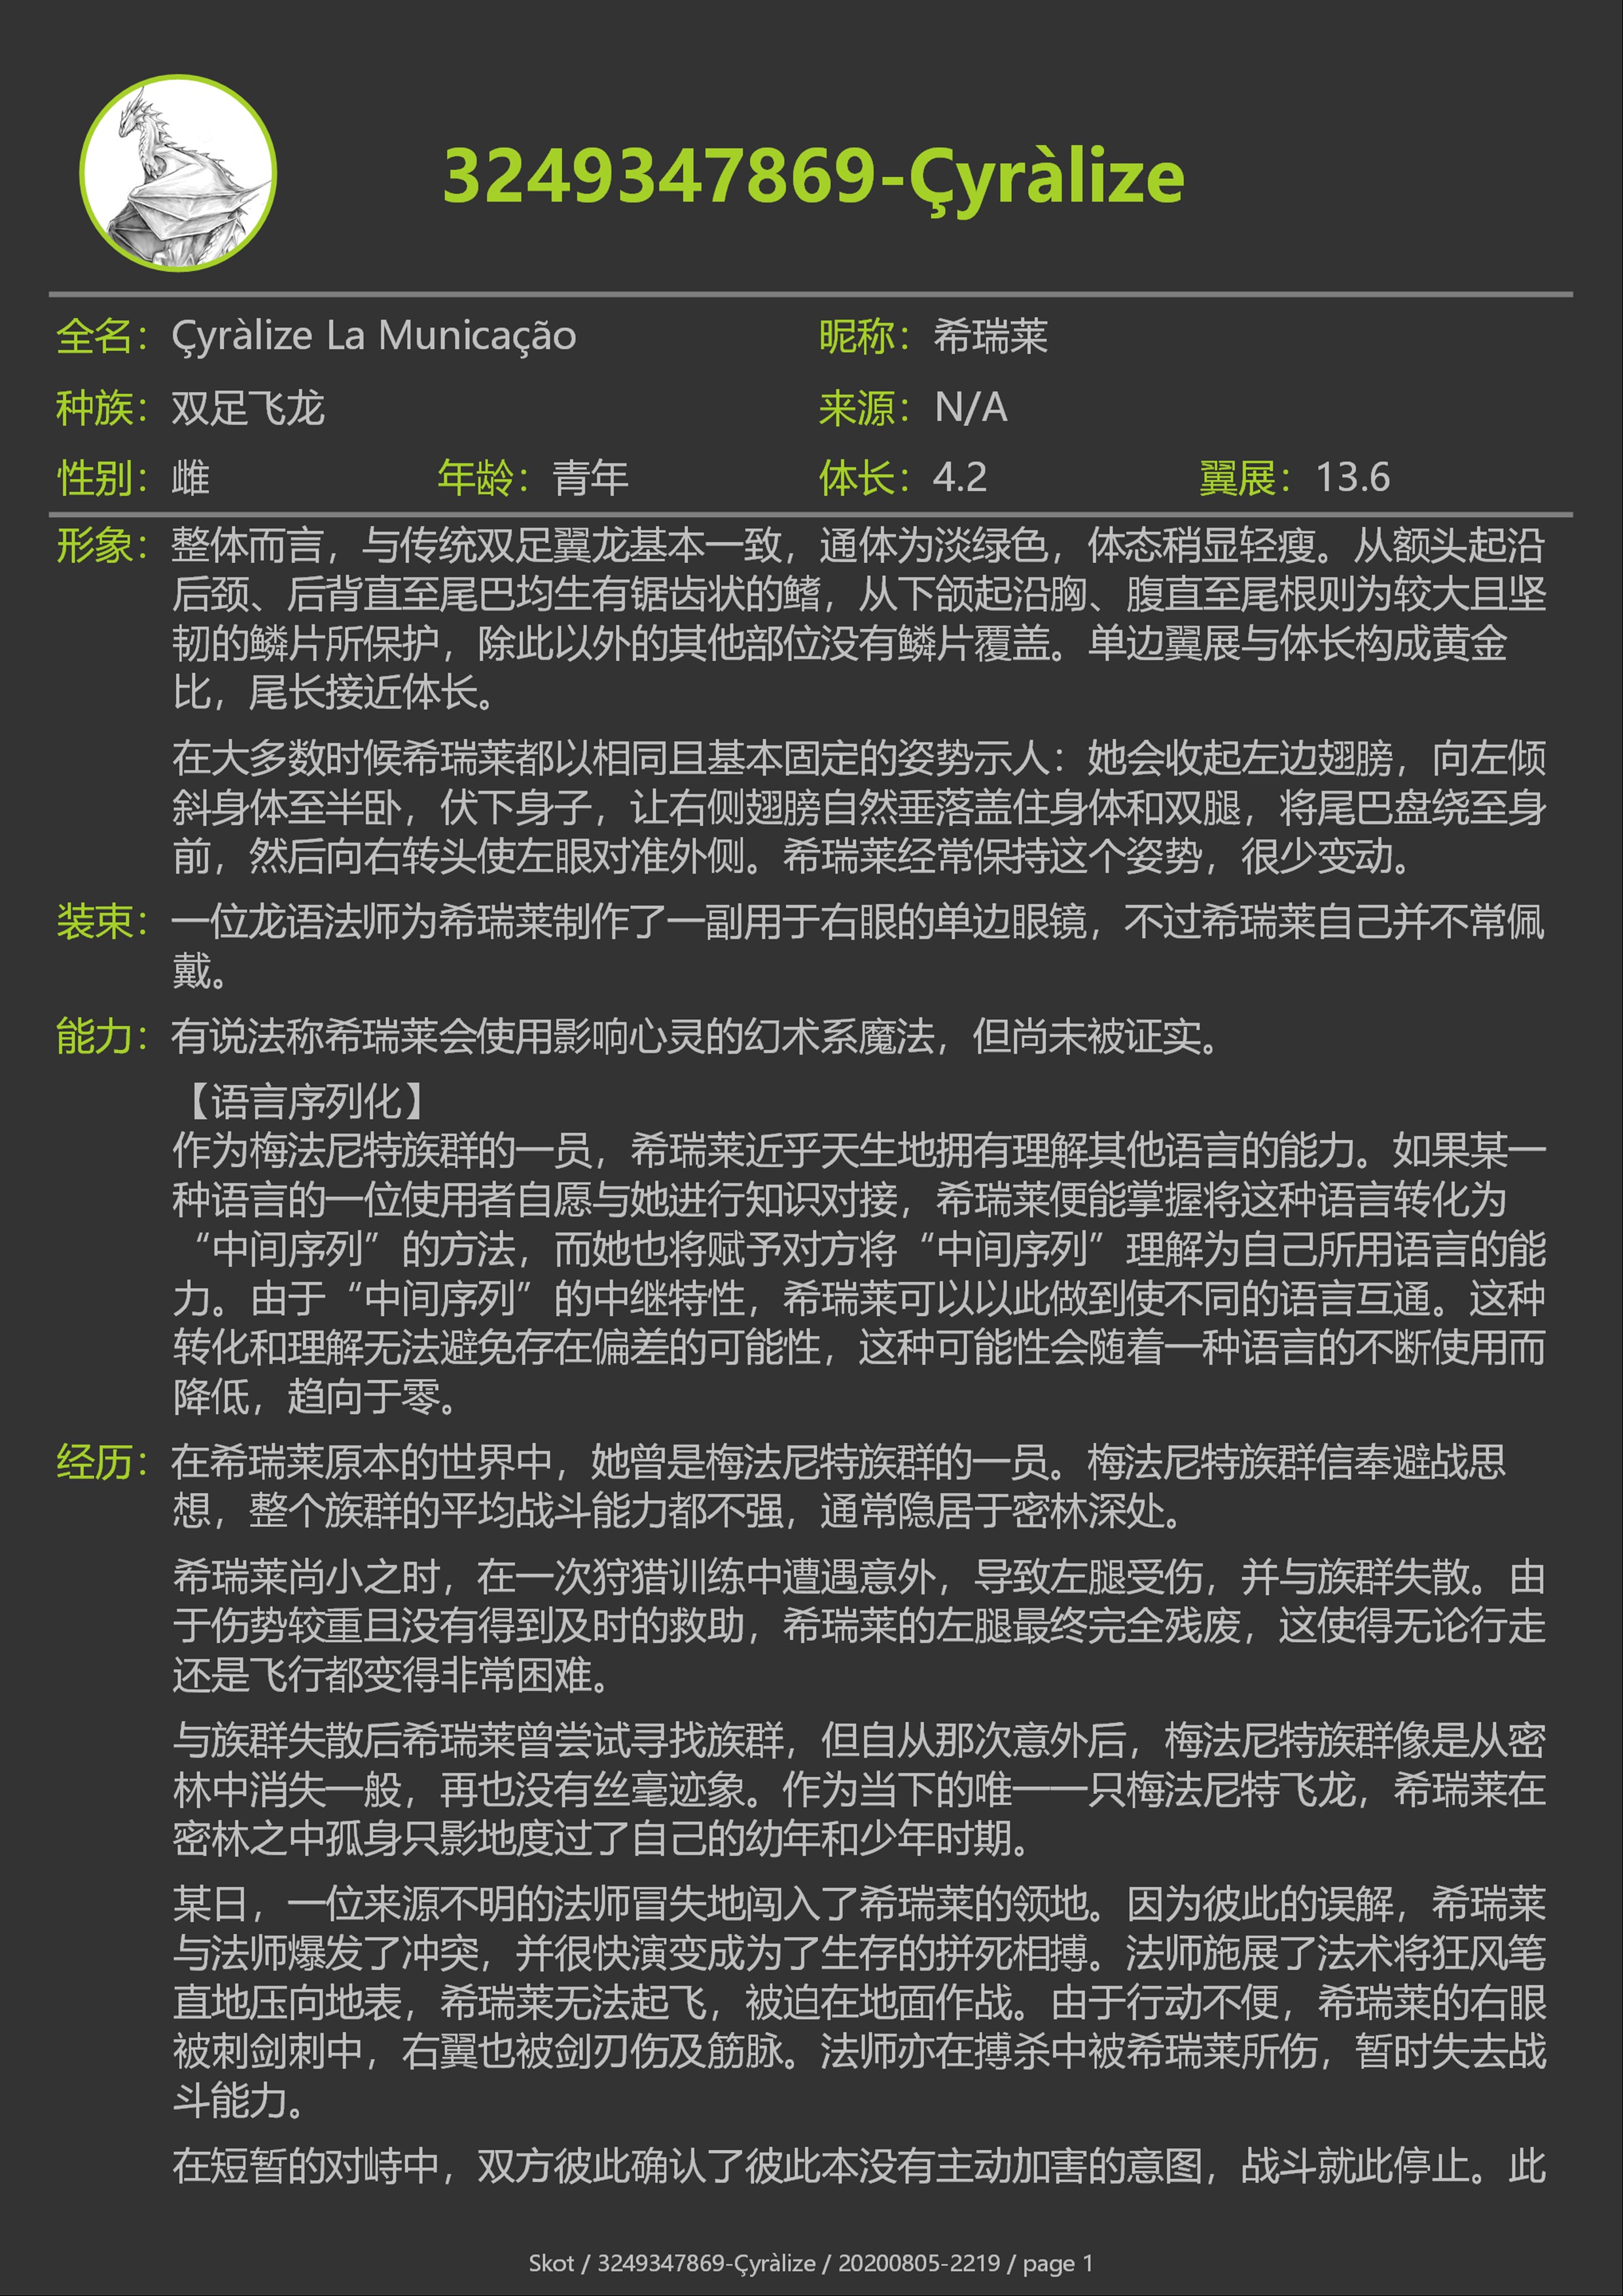 3249347869-Çyràlize
全名：Çyràlize La Municação 昵称：希瑞莱
种族：双足飞龙 来源：N/A
性别：雌 年龄：青年 体长：4.2 翼展：13.6
形象：整体而言，与传统双足翼龙基本一致，通体为淡绿色，体态稍显轻瘦。从额头起沿
后颈、后背直至尾巴均生有锯齿状的鳍，从下颌起沿胸、腹直至尾根则为较大且坚
韧的鳞片所保护，除此以外的其他部位没有鳞片覆盖。单边翼展与体长构成黄金
比，尾长接近体长。
在大多数时候希瑞莱都以相同且基本固定的姿势示人：她会收起左边翅膀，向左倾
斜身体至半卧，伏下身子，让右侧翅膀自然垂落盖住身体和双腿，将尾巴盘绕至身
前，然后向右转头使左眼对准外侧。希瑞莱经常保持这个姿势，很少变动。
装束：一位龙语法师为希瑞莱制作了一副用于右眼的单边眼镜，不过希瑞莱自己并不常佩
戴。
能力：有说法称希瑞莱会使用影响心灵的幻术系魔法，但尚未被证实。
【语言序列化】
作为梅法尼特族群的一员，希瑞莱近乎天生地拥有理解其他语言的能力。如果某一
种语言的一位使用者自愿与她进行知识对接，希瑞莱便能掌握将这种语言转化为
“中间序列”的方法，而她也将赋予对方将“中间序列”理解为自己所用语言的能
力。由于“中间序列”的中继特性，希瑞莱可以以此做到使不同的语言互通。这种
转化和理解无法避免存在偏差的可能性，这种可能性会随着一种语言的不断使用而
降低，趋向于零。
经历：在希瑞莱原本的世界中，她曾是梅法尼特族群的一员。梅法尼特族群信奉避战思
想，整个族群的平均战斗能力都不强，通常隐居于密林深处。
希瑞莱尚小之时，在一次狩猎训练中遭遇意外，导致左腿受伤，并与族群失散。由
于伤势较重且没有得到及时的救助，希瑞莱的左腿最终完全残废，这使得无论行走
还是飞行都变得非常困难。
与族群失散后希瑞莱曾尝试寻找族群，但自从那次意外后，梅法尼特族群像是从密
林中消失一般，再也没有丝毫迹象。作为当下的唯一一只梅法尼特飞龙，希瑞莱在
密林之中孤身只影地度过了自己的幼年和少年时期。
某日，一位来源不明的法师冒失地闯入了希瑞莱的领地。因为彼此的误解，希瑞莱
与法师爆发了冲突，并很快演变成为了生存的拼死相搏。法师施展了法术将狂风笔
直地压向地表，希瑞莱无法起飞，被迫在地面作战。由于行动不便，希瑞莱的右眼
被刺剑刺中，右翼也被剑刃伤及筋脉。法师亦在搏杀中被希瑞莱所伤，暂时失去战
斗能力。
在短暂的对峙中，双方彼此确认了彼此本没有主动加害的意图，战斗就此停止。此
Skot / 3249347869-Çyràlize / 20200805-2219 / page 1